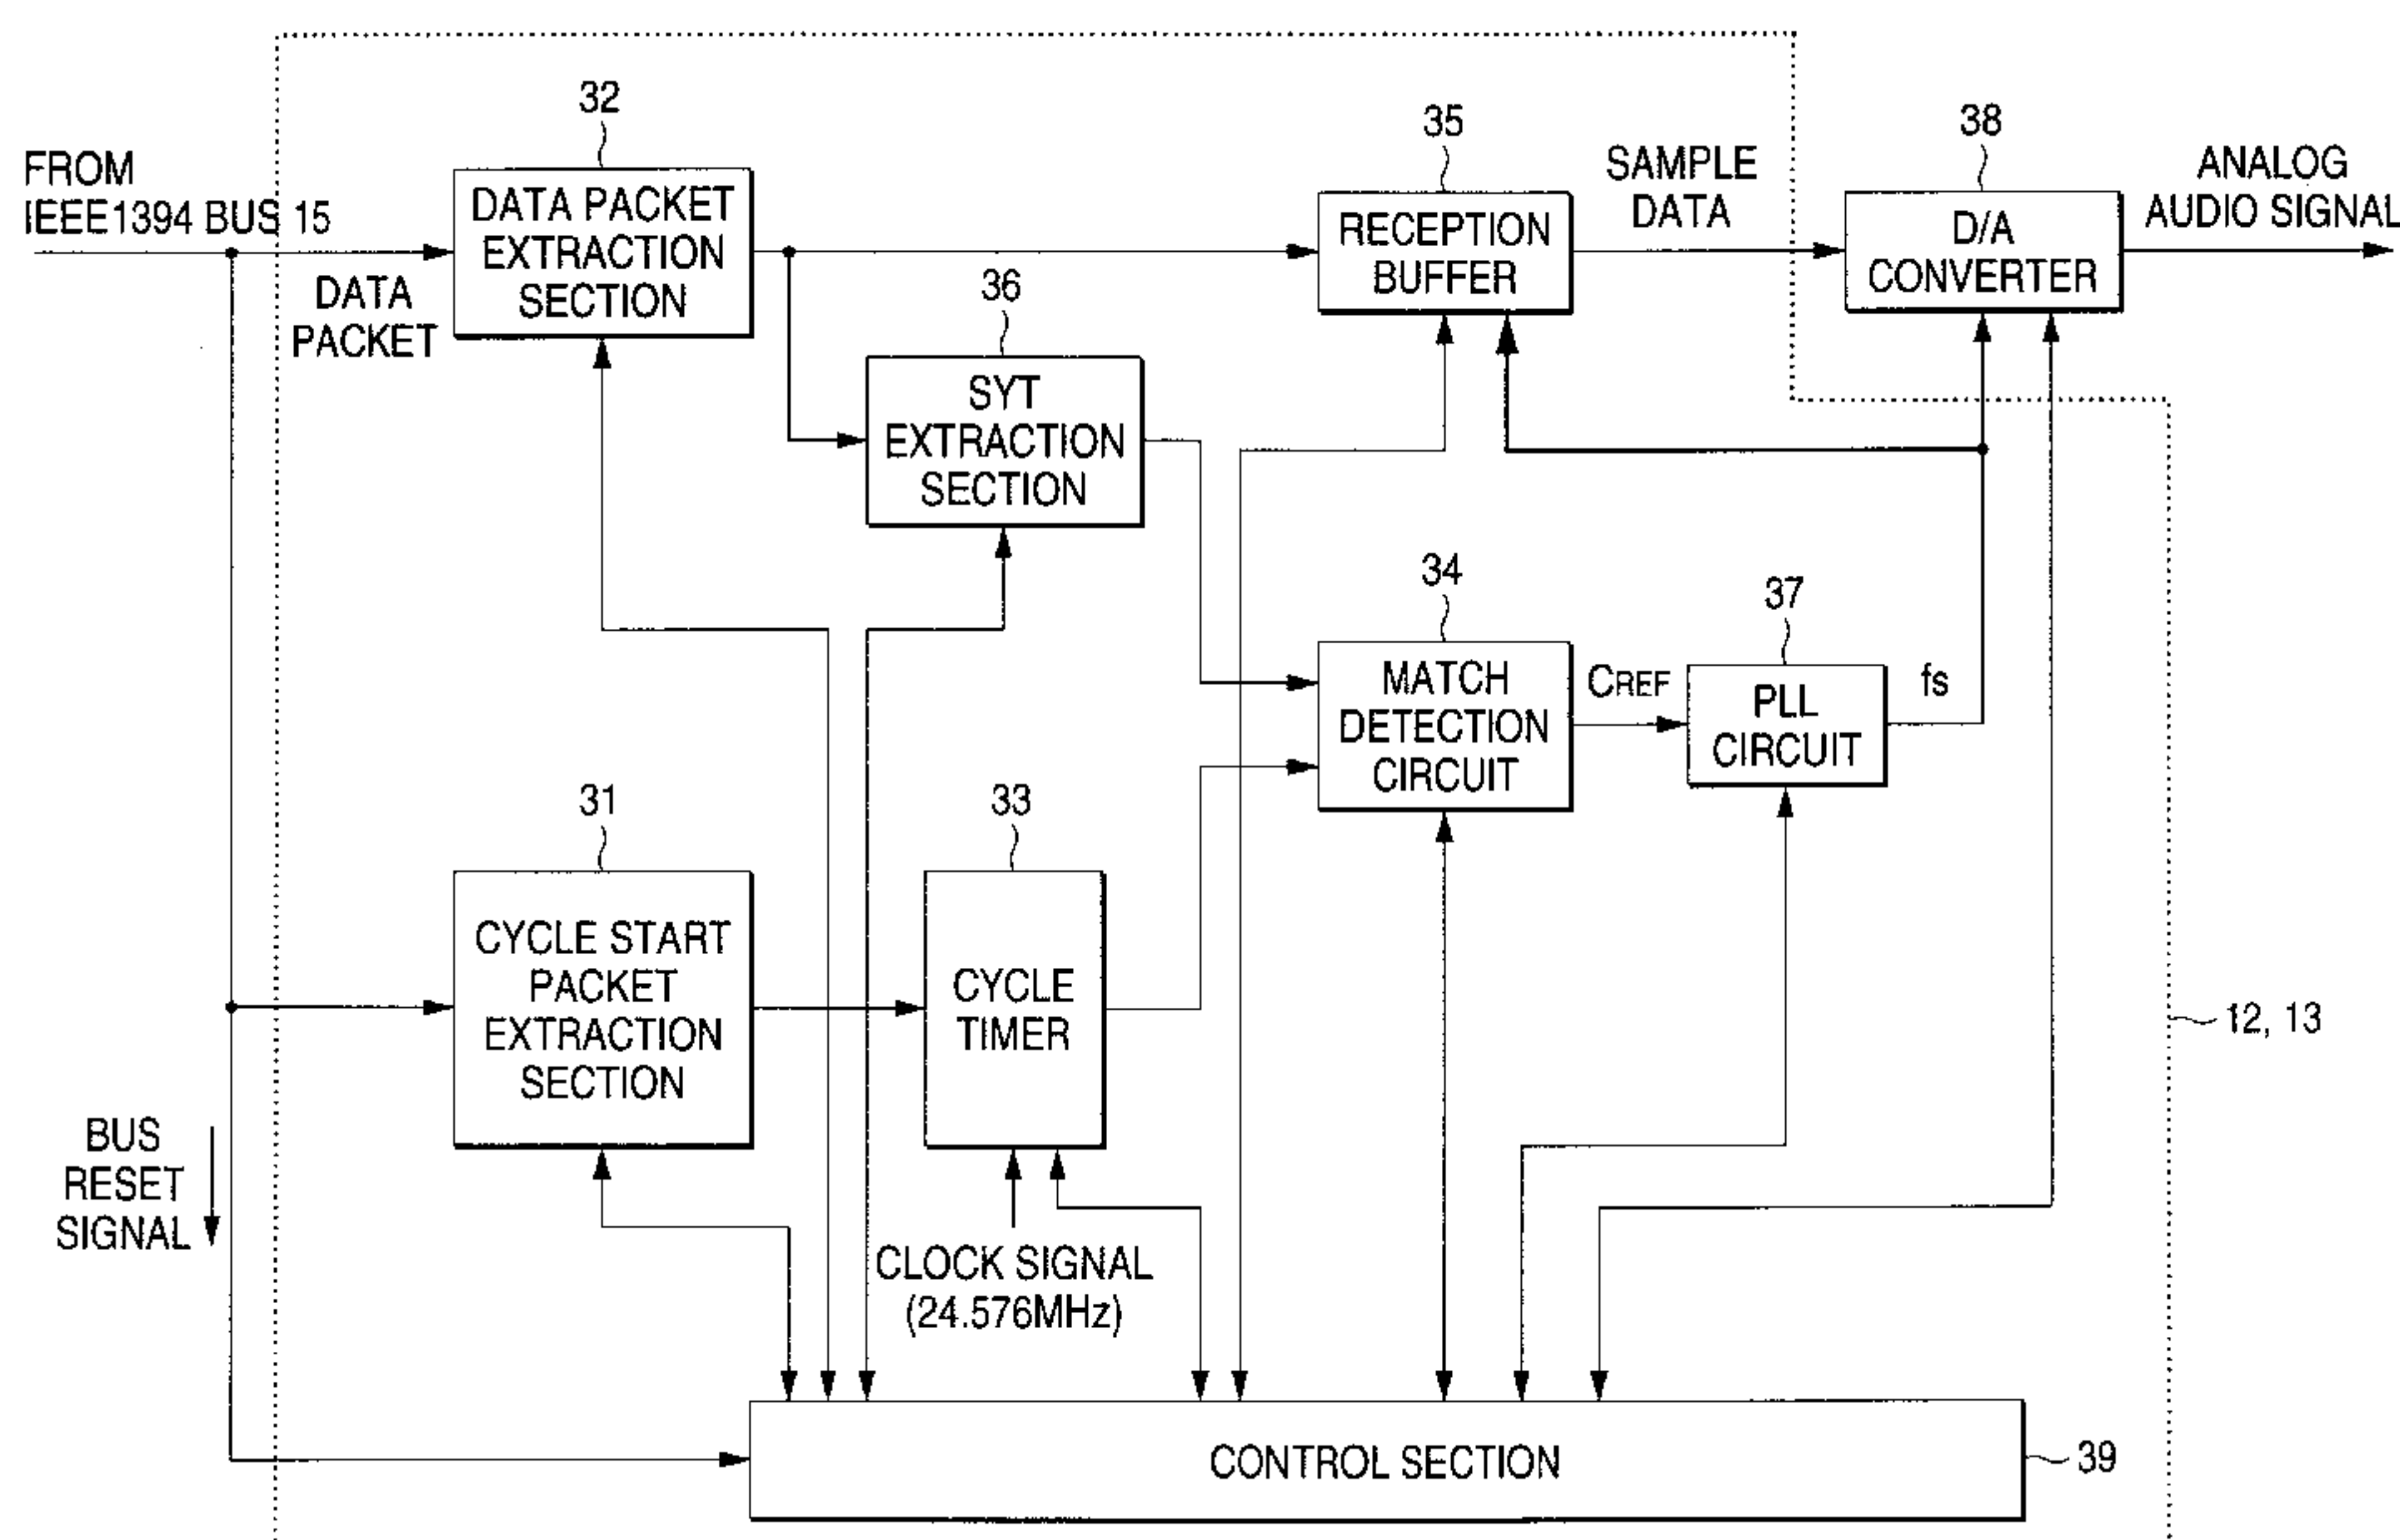 32
35
38
FROM
IEEE1394 BUS 15
DATA
PACKET
DATA PACKET
EXTRACTION
SECTION
RECEPTION
BUFFER
SAMPLE
DATA
D/A
CONVERTER
ANALOG
AUDIO SIGNAL
36
SYT
EXTRACTION
SECTION
34
MATCH
DETECTION
CIRCUIT
CREF
37
PLL
CIRCUIT
fs
31
CYCLE START
PACKET
EXTRACTION
SECTION
33
CYCLE
TIMER
12, 13
BUS
RESET
SIGNAL
CLOCK SIGNAL
(24.576MHz)
CONTROL SECTION
39